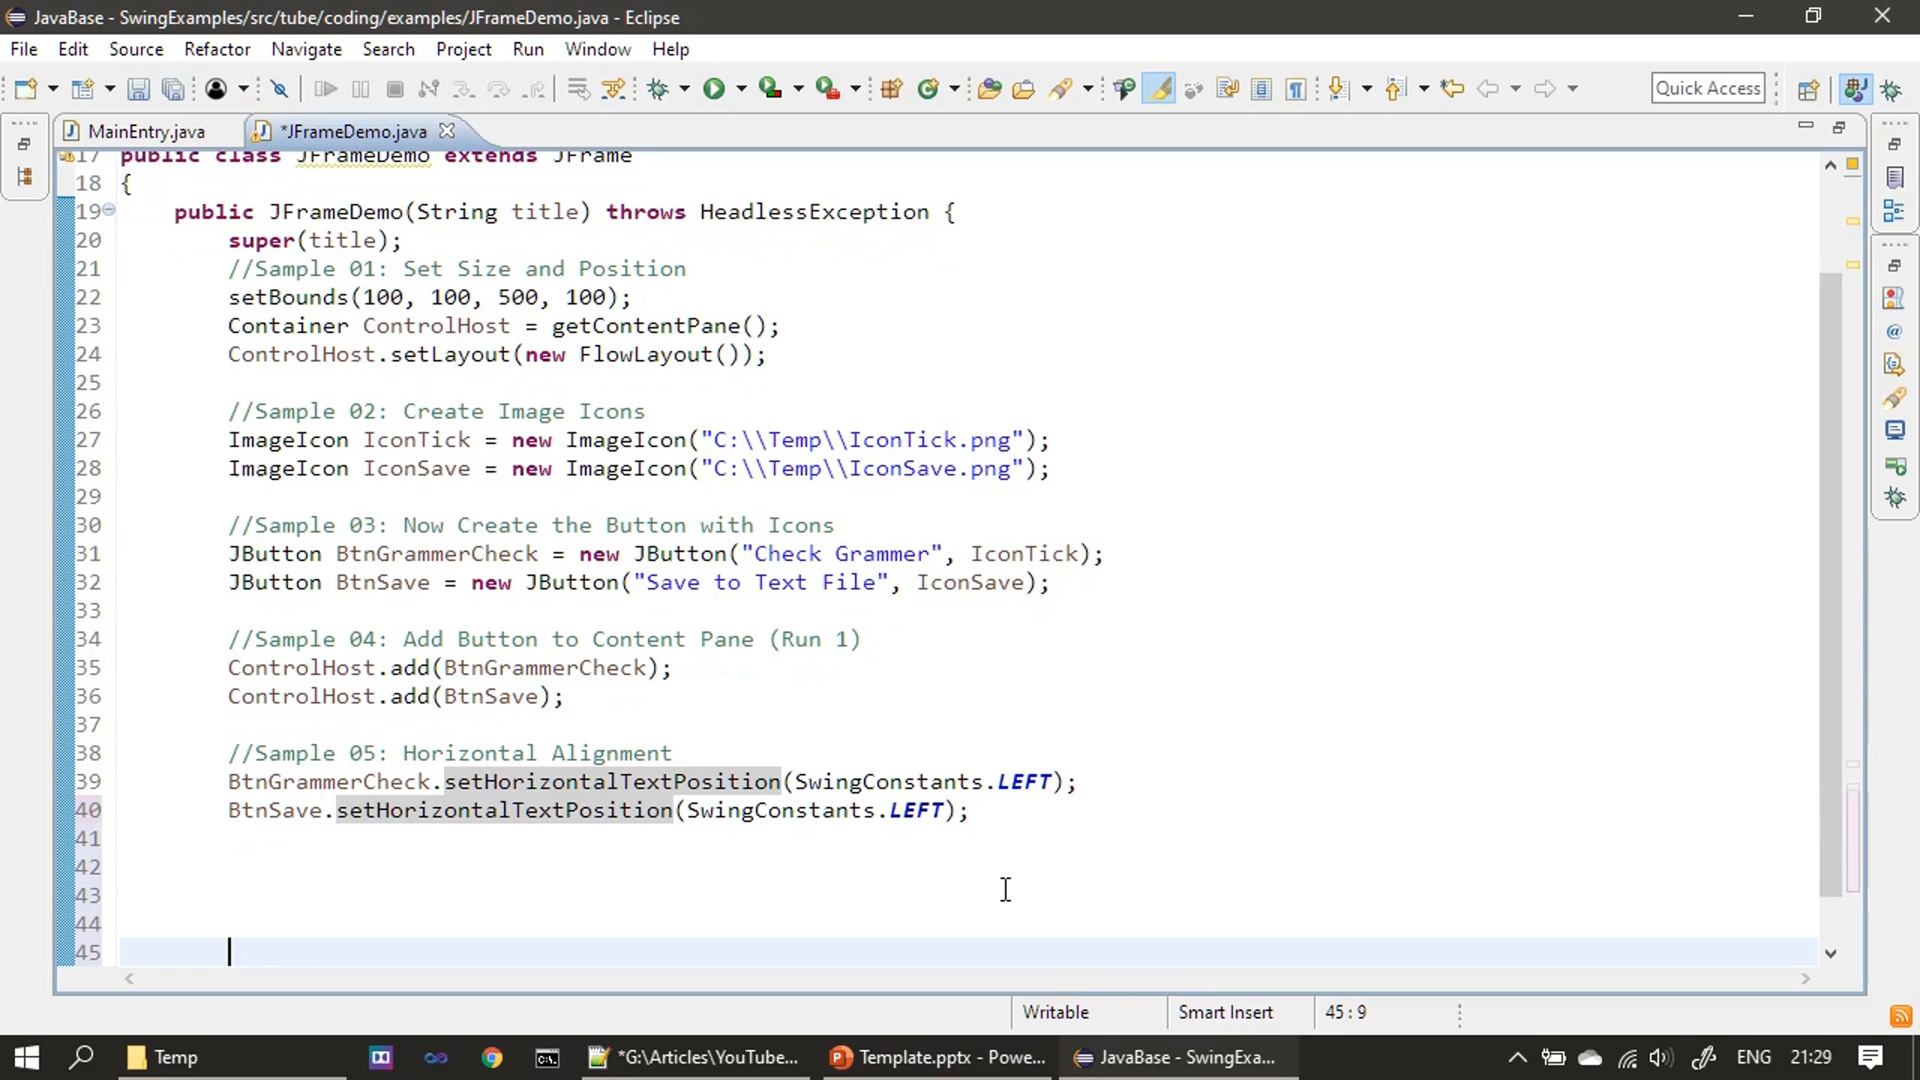 JavaBase - SwingExamples/src/tube/coding/examples/JFrameDemo.java - Eclipse
File Edit Source Refactor Navigate Search Project Run Window Help
Quick Access
MainEntry.java *JFrameDemo.java
17 public class JFrameDemo extends JFrame
18 {
19 public JFrameDemo(String title) throws HeadlessException {
20 super(title);
21 //Sample 01: Set Size and Position
22 setBounds(100, 100, 500, 100);
23 Container ControlHost = getContentPane();
24 ControlHost.setLayout(new FlowLayout());
25
26 //Sample 02: Create Image Icons
27 ImageIcon IconTick = new ImageIcon("C:\\Temp\\IconTick.png");
28 ImageIcon IconSave = new ImageIcon("C:\\Temp\\IconSave.png");
29
30 //Sample 03: Now Create the Button with Icons
31 JButton BtnGrammerCheck = new JButton("Check Grammer", IconTick);
32 JButton BtnSave = new JButton("Save to Text File", IconSave);
33
34 //Sample 04: Add Button to Content Pane (Run 1)
35 ControlHost.add(BtnGrammerCheck);
36 ControlHost.add(BtnSave);
37
38 //Sample 05: Horizontal Alignment
39 BtnGrammerCheck.setHorizontalTextPosition(SwingConstants.LEFT);
40 BtnSave.setHorizontalTextPosition(SwingConstants.LEFT);
41
42
43
44
45
Writable Smart Insert 45 : 9
Temp *G:\Articles\YouTube... Template.pptx - Powe... JavaBase - SwingExa... ENG 21:29